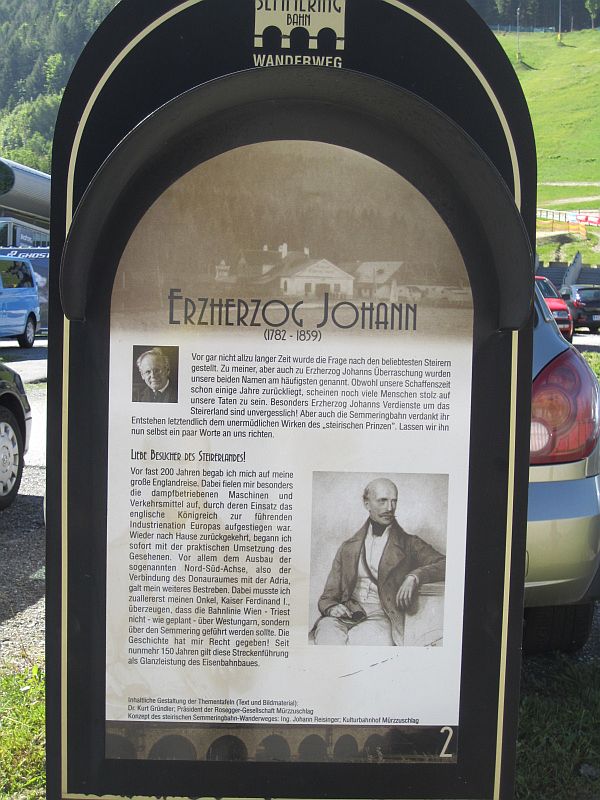 SEMMERING
BAHN
WANDERWEG
ERZHERZOG JOHANN
(1782 - 1859)
Vor gar nicht allzu langer Zeit wurde die Frage nach den beliebtesten Steirern
gestellt. Zu meiner, aber auch zu Erzherzog Johanns Überraschung wurden
unsere beiden Namen am häufigsten genannt. Obwohl unsere Schaffenszeit
schon einige Jahre zurückliegt, scheinen noch viele Menschen stolz auf
unsere Taten zu sein. Besonders Erzherzog Johanns Verdienste um das
Steirerland sind unvergesslich! Aber auch die Semmeringbahn verdankt ihr
Entstehen letztendlich dem unermüdlichen Wirken des „steirischen Prinzen". Lassen wir ihn
nun selbst ein paar Worte an uns richten.
LIEBE BESUCHER DES STEIRERLANDES!
Vor fast 200 Jahren begab ich mich auf meine
große Englandreise. Dabei fielen mir besonders
die dampfbetriebenen Maschinen und
Verkehrsmittel auf, durch deren Einsatz das
englische Königreich zur führenden
Industrienation Europas aufgestiegen war.
Wieder nach Hause zurückgekehrt, begann ich
sofort mit der praktischen Umsetzung des
Gesehenen. Vor allem dem Ausbau der
sogenannten Nord-Süd-Achse, also der
Verbindung des Donauraumes mit der Adria,
galt mein weiteres Bestreben. Dabei musste ich
zuallererst meinen Onkel, Kaiser Ferdinand I.,
überzeugen, dass die Bahnlinie Wien - Triest
nicht - wie geplant - über Westungarn, sondern
über den Semmering geführt werden sollte. Die
Geschichte hat mir Recht gegeben! Seit
nunmehr 150 Jahren gilt diese Streckenführung
als Glanzleistung des Eisenbahnbaues.
Inhaltliche Gestaltung der Thementafeln (Text und Bildmaterial):
Dr. Kurt Gründler; Präsident der Rosegger-Gesellschaft Mürzzuschlag
Konzept des steirischen Semmeringbahn-Wanderweges: Ing. Johann Reisinger; Kulturbahnhof Mürzzuschlag
2
GHOST